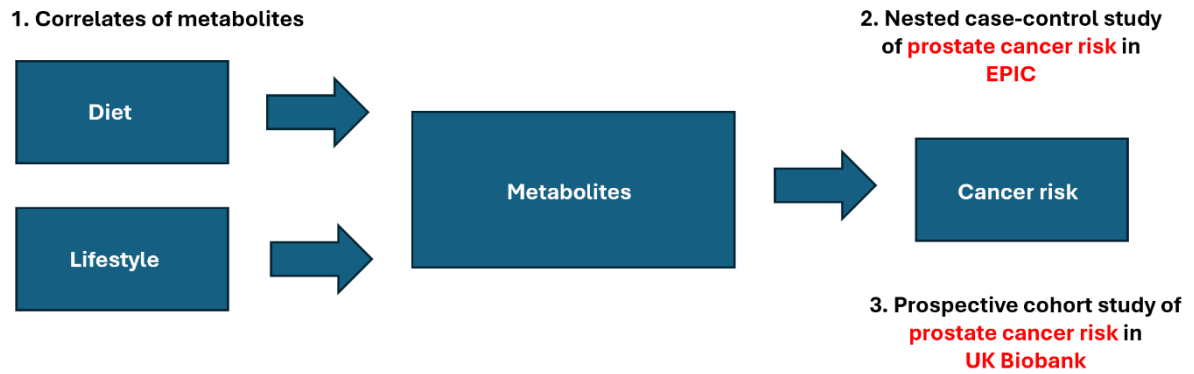 1. Correlates of metabolites
Diet
Lifestyle
Metabolites
2. Nested case-control study
of prostate cancer risk in
EPIC
Cancer risk
3. Prospective cohort study of
prostate cancer risk in
UK Biobank